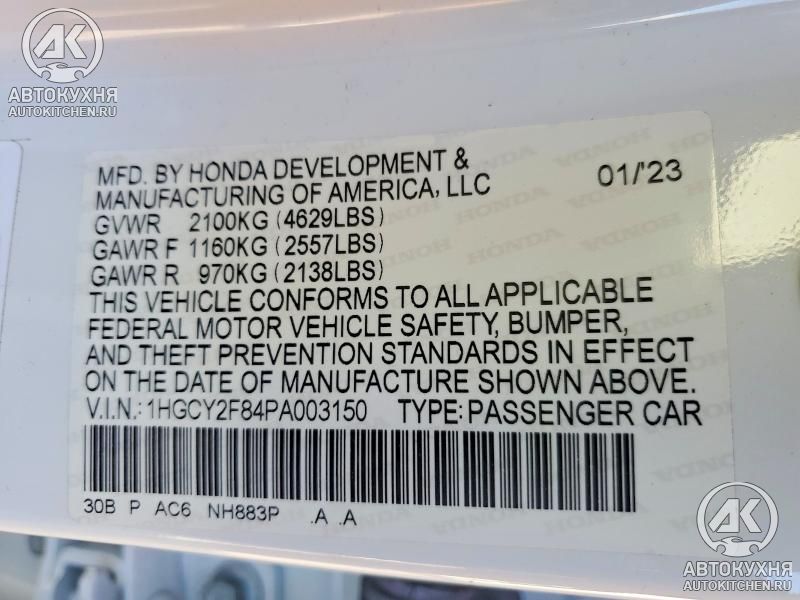 AK
АВТОКУХНЯ
AUTOKITCHEN.RU
MFD. BY HONDA DEVELOPMENT &
MANUFACTURING OF AMERICA, LLC 01/'23
GVWR 2100KG (4629LBS)
GAWR F 1160KG (2557LBS)
GAWR R 970KG (2138LBS)
THIS VEHICLE CONFORMS TO ALL APPLICABLE
FEDERAL MOTOR VEHICLE SAFETY, BUMPER,
AND THEFT PREVENTION STANDARDS IN EFFECT
ON THE DATE OF MANUFACTURE SHOWN ABOVE.
V.I.N.: 1HGCY2F84PA003150 TYPE: PASSENGER CAR
30B P AC6 NH883P .A .A
AK
АВТОКУХНЯ
AUTOKITCHEN.RU